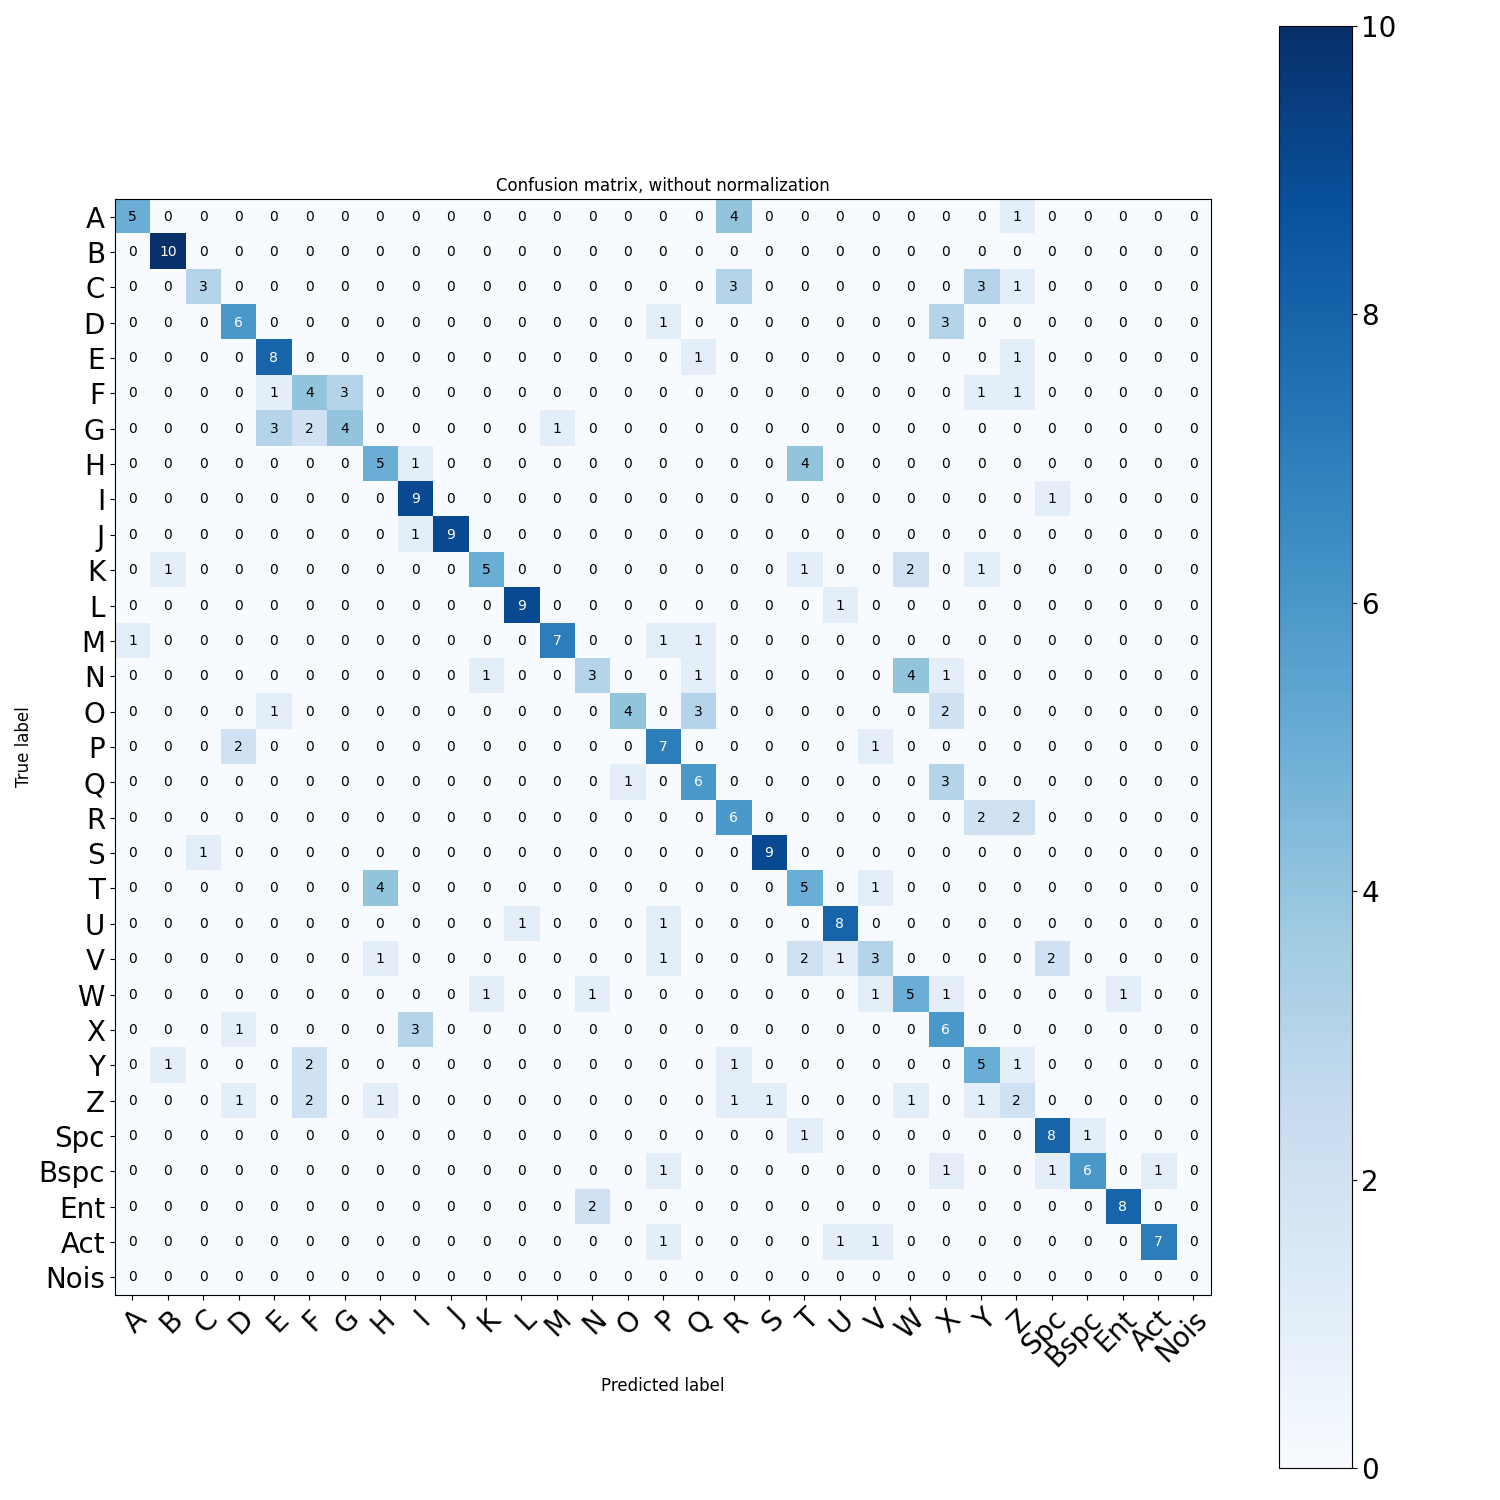 Confusion matrix, without normalization
A 5 0 0 0 0 0 0 0 0 0 0 0 0 0 0 0 0 4 0 0 0 0 0 0 0 1 0 0 0 0 0
B 0 10 0 0 0 0 0 0 0 0 0 0 0 0 0 0 0 0 0 0 0 0 0 0 0 0 0 0 0 0 0
C 0 0 3 0 0 0 0 0 0 0 0 0 0 0 0 0 0 3 0 0 0 0 0 0 3 1 0 0 0 0 0
D 0 0 0 6 0 0 0 0 0 0 0 0 0 0 0 1 0 0 0 0 0 0 0 3 0 0 0 0 0 0 0
E 0 0 0 0 8 0 0 0 0 0 0 0 0 0 0 0 1 0 0 0 0 0 0 0 0 1 0 0 0 0 0
F 0 0 0 0 1 4 3 0 0 0 0 0 0 0 0 0 0 0 0 0 0 0 0 0 1 1 0 0 0 0 0
G 0 0 0 0 3 2 4 0 0 0 0 0 1 0 0 0 0 0 0 0 0 0 0 0 0 0 0 0 0 0 0
H 0 0 0 0 0 0 0 5 1 0 0 0 0 0 0 0 0 0 0 4 0 0 0 0 0 0 0 0 0 0 0
I 0 0 0 0 0 0 0 0 9 0 0 0 0 0 0 0 0 0 0 0 0 0 0 0 0 0 1 0 0 0 0
J 0 0 0 0 0 0 0 0 1 9 0 0 0 0 0 0 0 0 0 0 0 0 0 0 0 0 0 0 0 0 0
K 0 1 0 0 0 0 0 0 0 0 5 0 0 0 0 0 0 0 0 1 0 0 2 0 1 0 0 0 0 0 0
L 0 0 0 0 0 0 0 0 0 0 0 9 0 0 0 0 0 0 0 0 1 0 0 0 0 0 0 0 0 0 0
M 1 0 0 0 0 0 0 0 0 0 0 0 7 0 0 1 1 0 0 0 0 0 0 0 0 0 0 0 0 0 0
N 0 0 0 0 0 0 0 0 0 0 1 0 0 3 0 0 1 0 0 0 0 0 4 1 0 0 0 0 0 0 0
O 0 0 0 0 1 0 0 0 0 0 0 0 0 0 4 0 3 0 0 0 0 0 0 2 0 0 0 0 0 0 0
P 0 0 0 2 0 0 0 0 0 0 0 0 0 0 0 7 0 0 0 0 0 1 0 0 0 0 0 0 0 0 0
Q 0 0 0 0 0 0 0 0 0 0 0 0 0 0 1 0 6 0 0 0 0 0 0 3 0 0 0 0 0 0 0
R 0 0 0 0 0 0 0 0 0 0 0 0 0 0 0 0 0 6 0 0 0 0 0 0 2 2 0 0 0 0 0
S 0 0 1 0 0 0 0 0 0 0 0 0 0 0 0 0 0 0 9 0 0 0 0 0 0 0 0 0 0 0 0
T 0 0 0 0 0 0 0 4 0 0 0 0 0 0 0 0 0 0 0 5 0 1 0 0 0 0 0 0 0 0 0
U 0 0 0 0 0 0 0 0 0 0 0 1 0 0 0 1 0 0 0 0 8 0 0 0 0 0 0 0 0 0 0
V 0 0 0 0 0 0 0 1 0 0 0 0 0 0 0 1 0 0 0 2 1 3 0 0 0 0 2 0 0 0 0
W 0 0 0 0 0 0 0 0 0 0 1 0 0 1 0 0 0 0 0 0 0 1 5 1 0 0 0 0 1 0 0
X 0 0 0 1 0 0 0 0 3 0 0 0 0 0 0 0 0 0 0 0 0 0 0 6 0 0 0 0 0 0 0
Y 0 1 0 0 0 2 0 0 0 0 0 0 0 0 0 0 0 1 0 0 0 0 0 0 5 1 0 0 0 0 0
Z 0 0 0 1 0 2 0 1 0 0 0 0 0 0 0 0 0 1 1 0 0 0 1 0 1 2 0 0 0 0 0
Spc 0 0 0 0 0 0 0 0 0 0 0 0 0 0 0 0 0 0 0 1 0 0 0 0 0 0 8 1 0 0 0
Bspc 0 0 0 0 0 0 0 0 0 0 0 0 0 0 0 1 0 0 0 0 0 0 0 1 0 0 1 6 0 1 0
Ent 0 0 0 0 0 0 0 0 0 0 0 0 0 2 0 0 0 0 0 0 0 0 0 0 0 0 0 0 8 0 0
Act 0 0 0 0 0 0 0 0 0 0 0 0 0 0 0 1 0 0 0 0 1 1 0 0 0 0 0 0 0 7 0
Nois 0 0 0 0 0 0 0 0 0 0 0 0 0 0 0 0 0 0 0 0 0 0 0 0 0 0 0 0 0 0 0
A B C D E F G H I J K L M N O P Q R S T U V W X Y Z Spc Bspc Ent Act Nois
Predicted label
True label
10
8
6
4
2
0